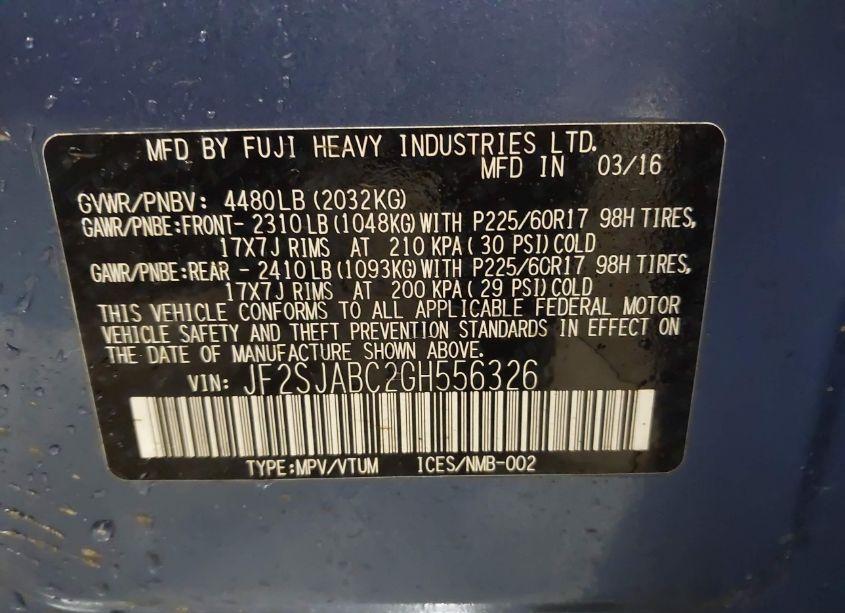 MFD BY FUJI HEAVY INDUSTRIES LTD.
MFD IN 03/16
GVWR/PNBV: 4480LB (2032KG)
GAWR/PNBE:FRONT- 2310LB (1048KG) WITH P225/60R17 98H TIRES,
17X7J RIMS AT 210 KPA (30 PSI) COLD
GAWR/PNBE:REAR - 2410LB (1093KG) WITH P225/60R17 98H TIRES,
17X7J RIMS AT 200 KPA (29 PSI) COLD
THIS VEHICLE CONFORMS TO ALL APPLICABLE FEDERAL MOTOR
VEHICLE SAFETY AND THEFT PREVENTION STANDARDS IN EFFECT ON
THE DATE OF MANUFACTURE SHOWN ABOVE.
VIN: JF2SJABC2GH556326
TYPE:MPV/VTUM ICES/NMB-002